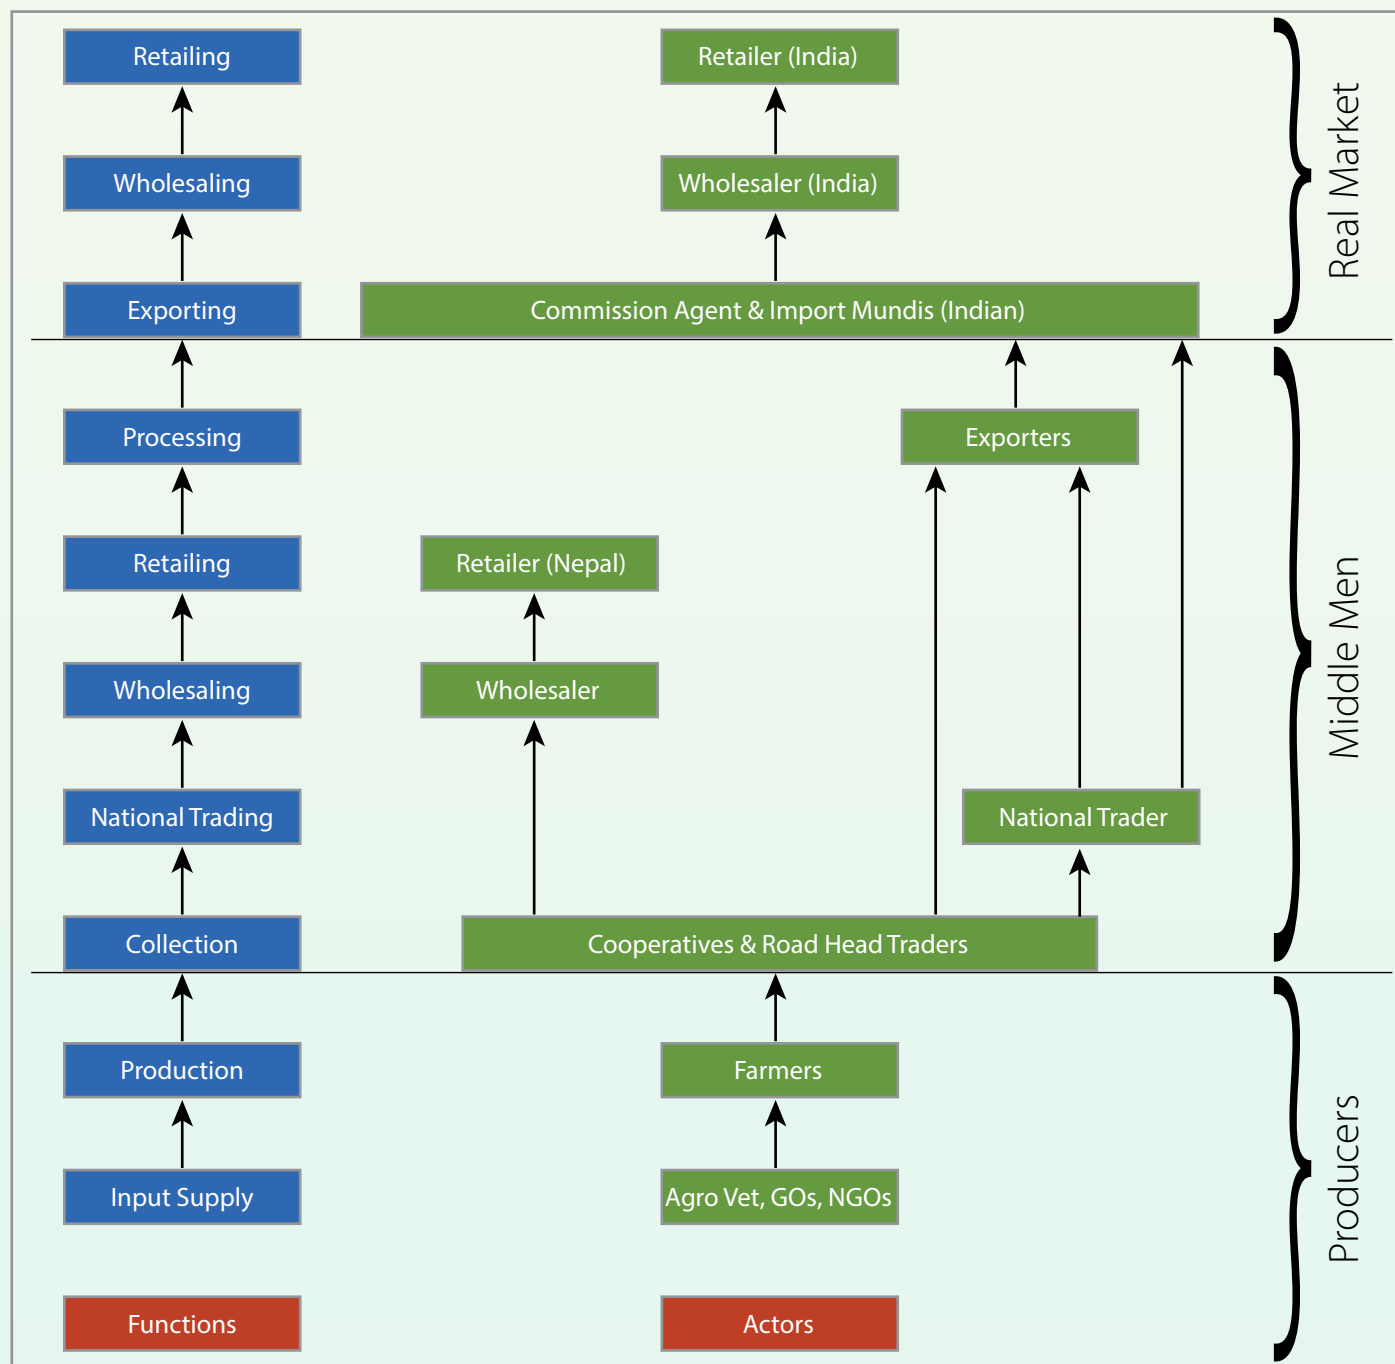 Retailing
Retailer (India)
Wholesaling
Wholesaler (India)
Exporting
Commission Agent & Import Mundis (Indian)
Real Market
Processing
Exporters
Retailing
Retailer (Nepal)
Wholesaling
Wholesaler
National Trading
National Trader
Collection
Cooperatives & Road Head Traders
Middle Men
Production
Farmers
Input Supply
Agro Vet, GOs, NGOs
Functions
Actors
Producers